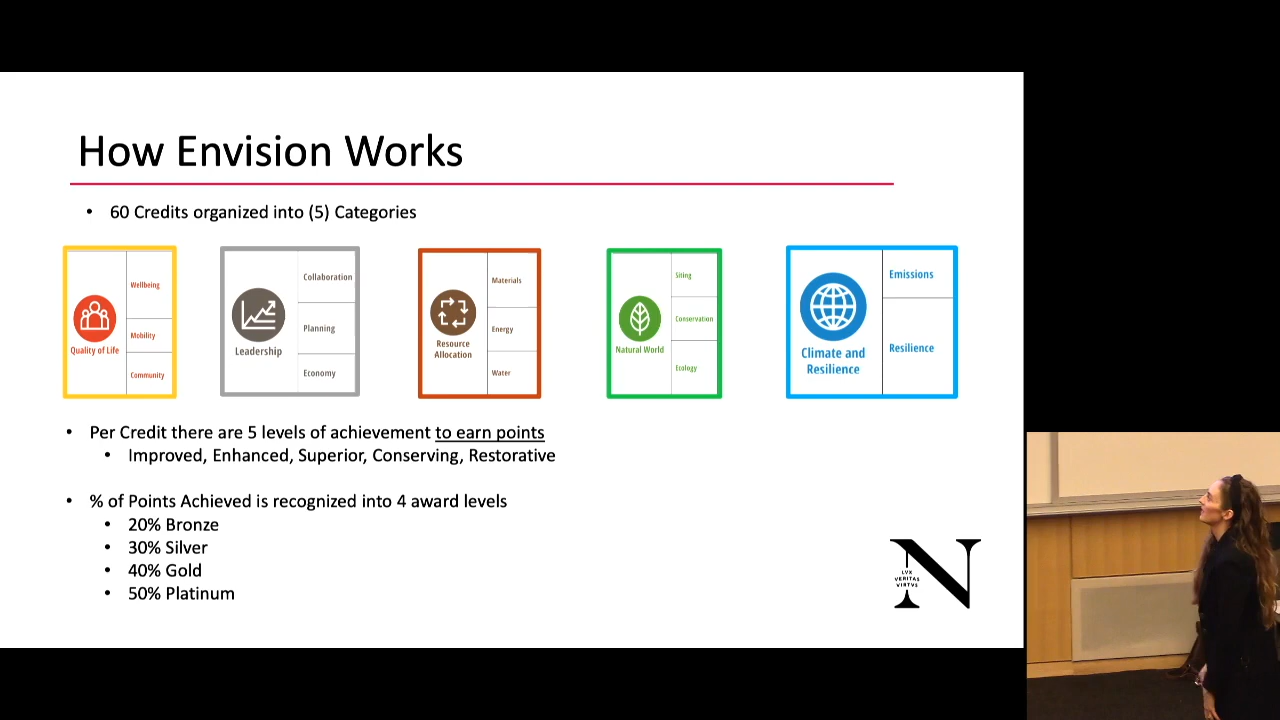 How Envision Works
• 60 Credits organized into (5) Categories
Quality of Life
Wellbeing
Mobility
Community
Leadership
Collaboration
Planning
Economy
Resource
Allocation
Materials
Energy
Water
Natural World
Siting
Conservation
Ecology
Climate and
Resilience
Emissions
Resilience
• Per Credit there are 5 levels of achievement to earn points
• Improved, Enhanced, Superior, Conserving, Restorative
• % of Points Achieved is recognized into 4 award levels
• 20% Bronze
• 30% Silver
• 40% Gold
• 50% Platinum
N
LVX
VERITAS
VIRTVS